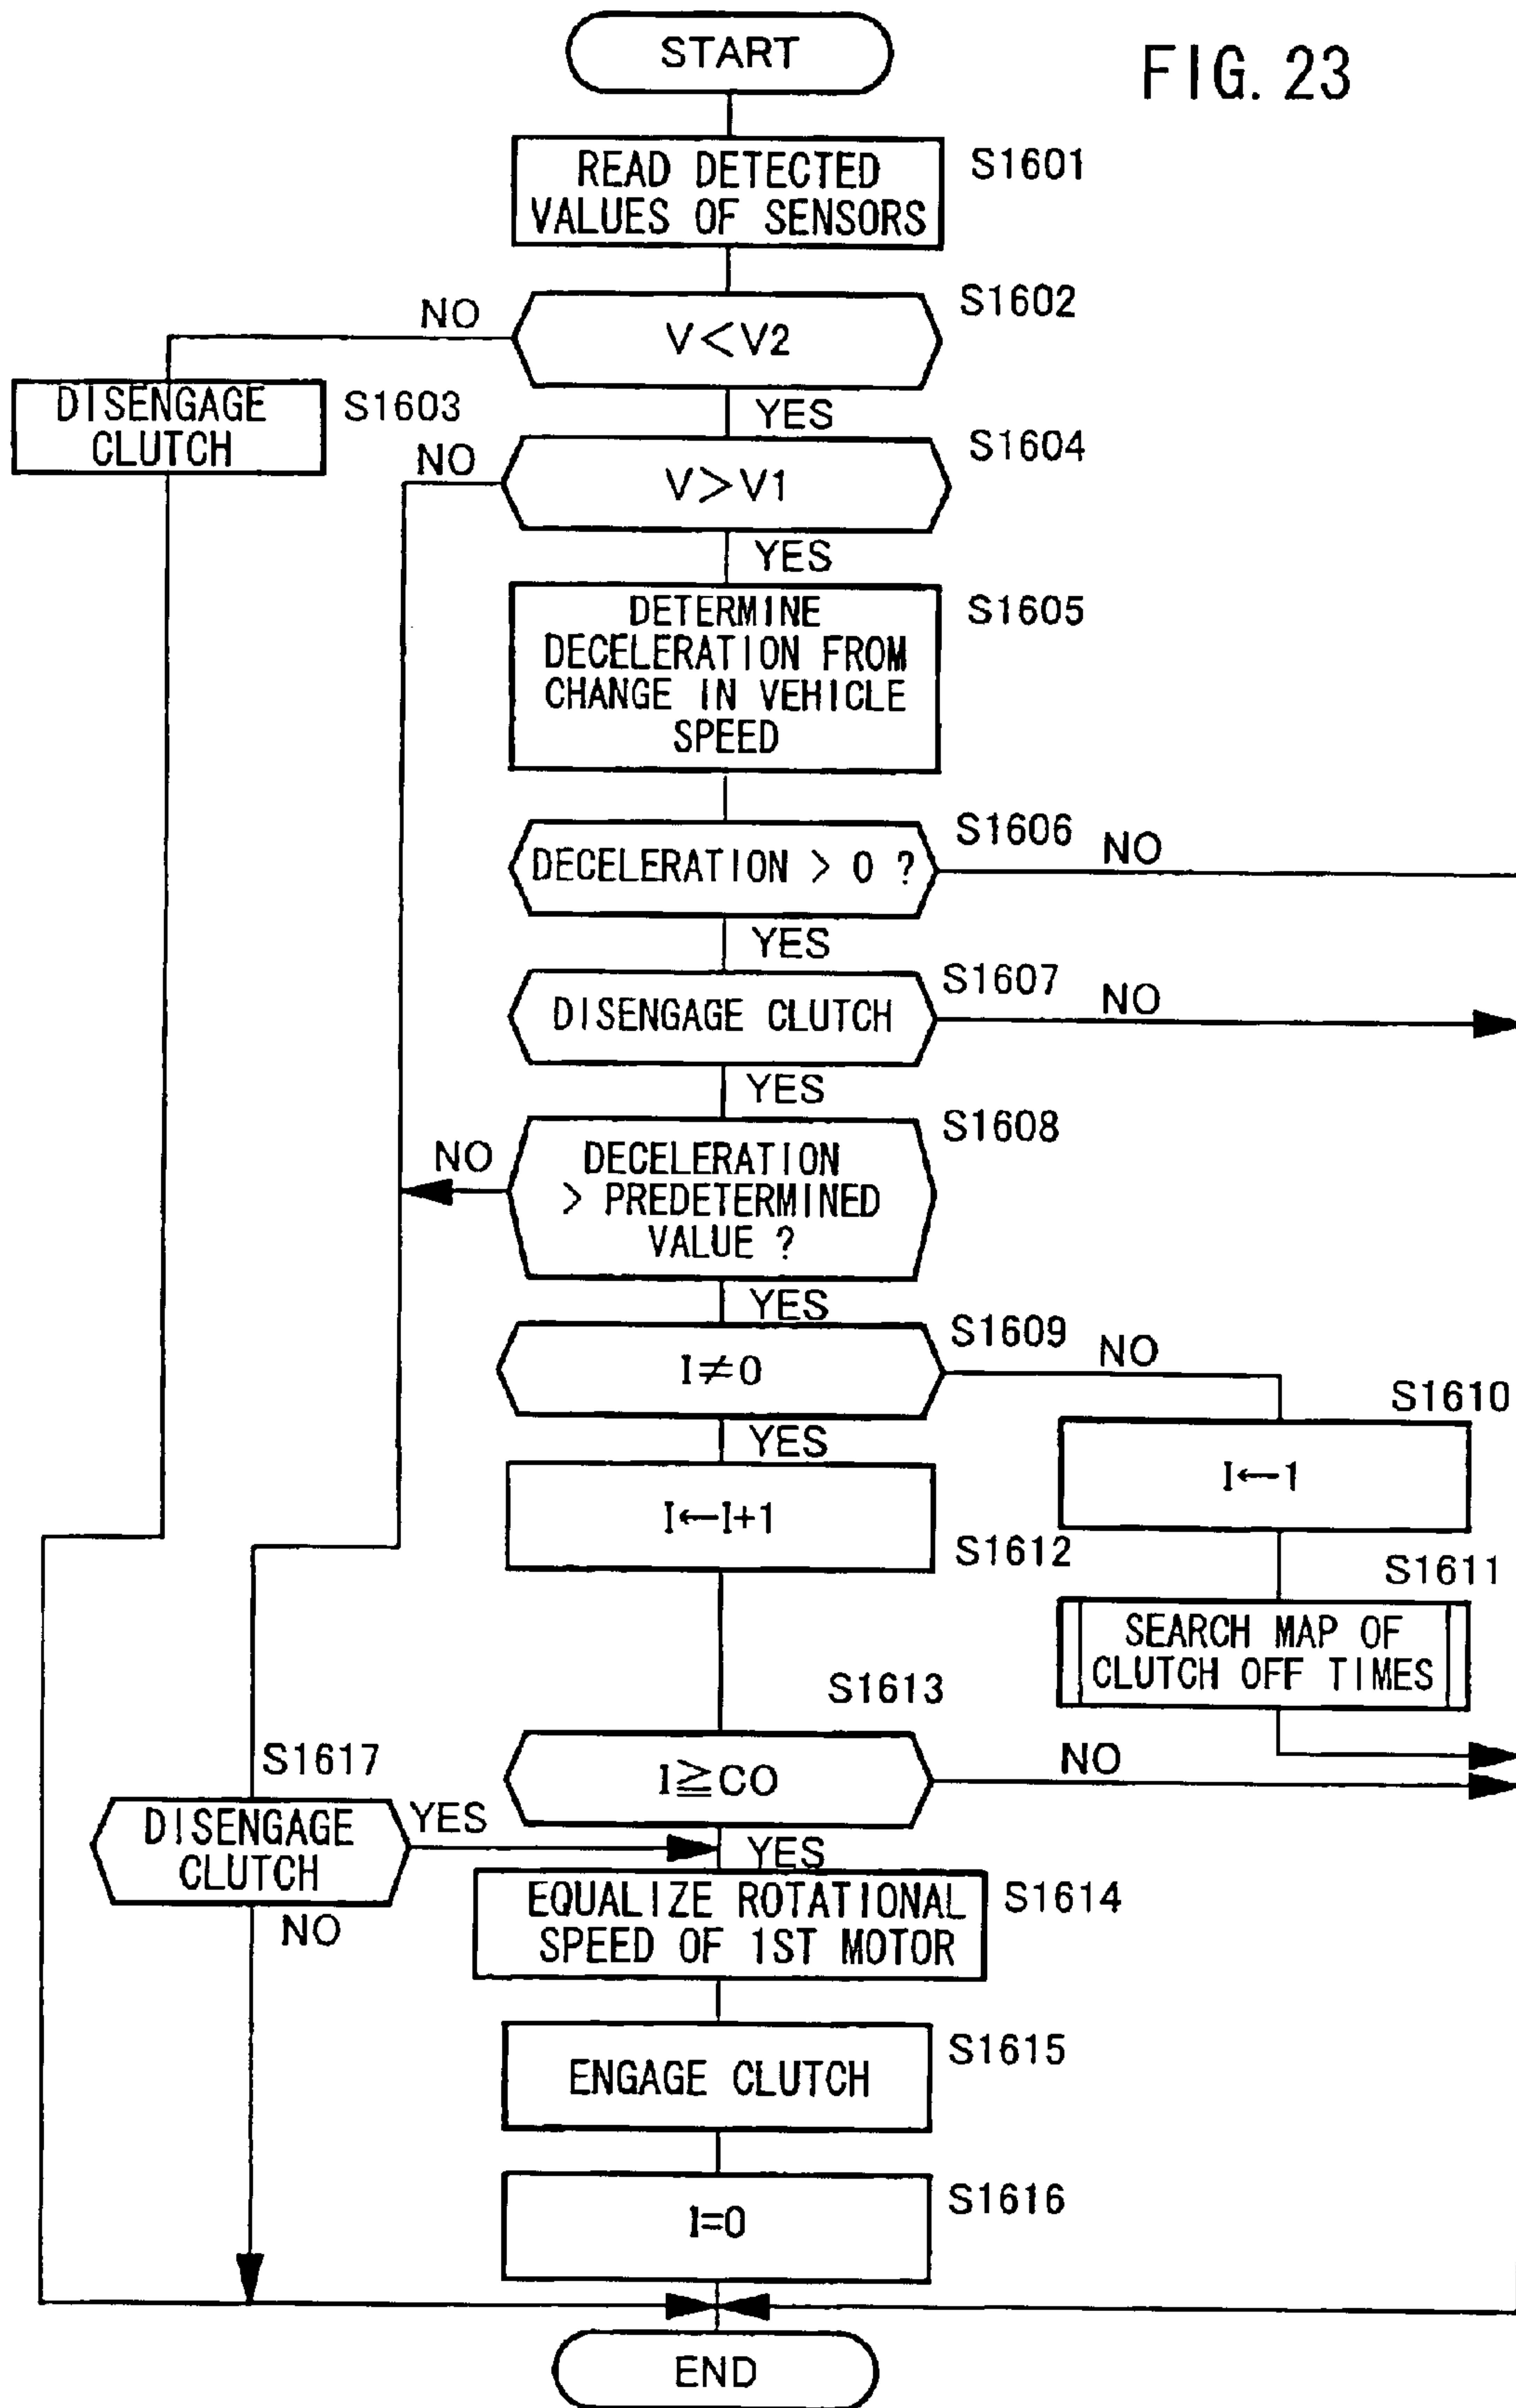 START
FIG. 23
READ DETECTED
VALUES OF SENSORS
S1601
NO
V<V2
S1602
DISENGAGE
CLUTCH
S1603
YES
NO
V>V1
S1604
YES
DETERMINE
DECELERATION FROM
CHANGE IN VEHICLE
SPEED
S1605
DECELERATION > 0 ?
S1606
NO
YES
DISENGAGE CLUTCH
S1607
NO
YES
NO
DECELERATION
> PREDETERMINED
VALUE ?
S1608
YES
I≠0
S1609
NO
YES
S1610
I←1
I←I+1
S1612
S1611
SEARCH MAP OF
CLUTCH OFF TIMES
S1613
I≧CO
NO
YES
S1617
DISENGAGE
CLUTCH
YES
NO
EQUALIZE ROTATIONAL
SPEED OF 1ST MOTOR
S1614
ENGAGE CLUTCH
S1615
I=0
S1616
END